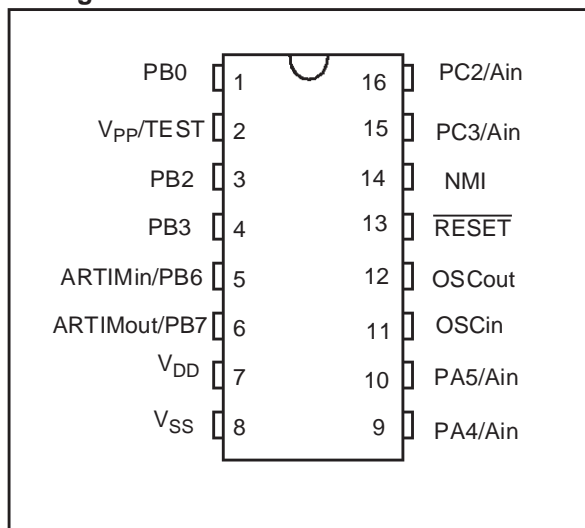 PB0 1 16 PC2/Ain
VPP/TEST 2 15 PC3/Ain
PB2 3 14 NMI
PB3 4 13 RESET
ARTIMin/PB6 5 12 OSCout
ARTIMout/PB7 6 11 OSCin
VDD 7 10 PA5/Ain
VSS 8 9 PA4/Ain